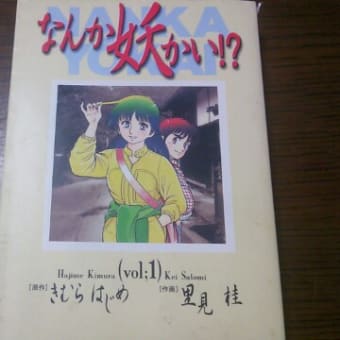 NANKA
YOKAI
なんか妖かい!?
Hajime Kimura (vol;1) Kei Satomi
[原作] きむらはじめ [作画] 里見 桂